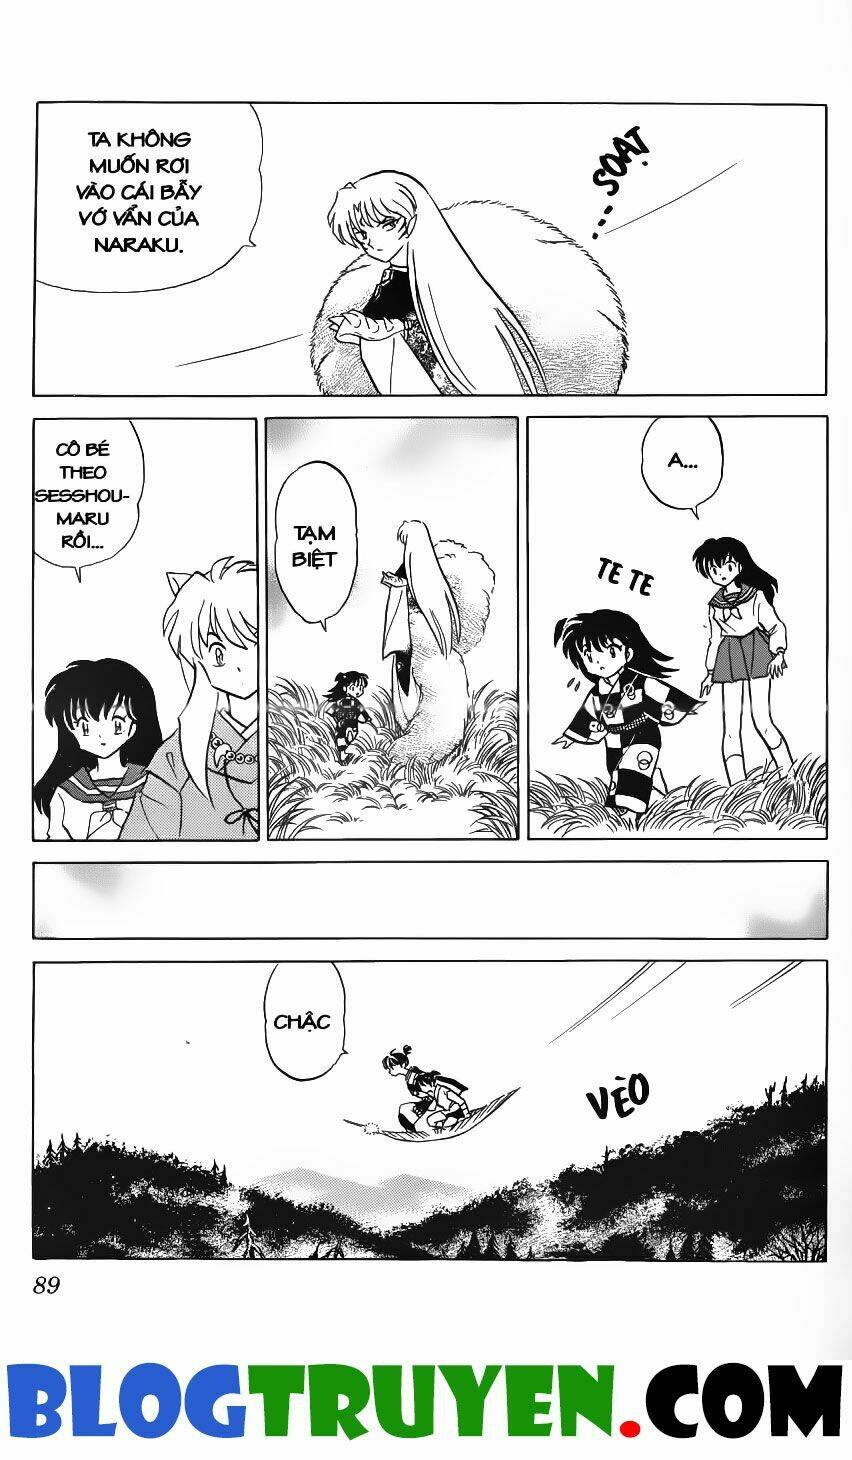 TA KHÔNG
MUỐN RƠI
VÀO CÁI BẪY
VỚ VẨN CỦA
NARAKU.
...SOẠT
CÔ BÉ
THEO
SESSHOU-
MARU
RỒI...
TẠM
BIỆT
A...
TE TE
CHẬC
VÈO
89
BLOGTRUYEN.COM